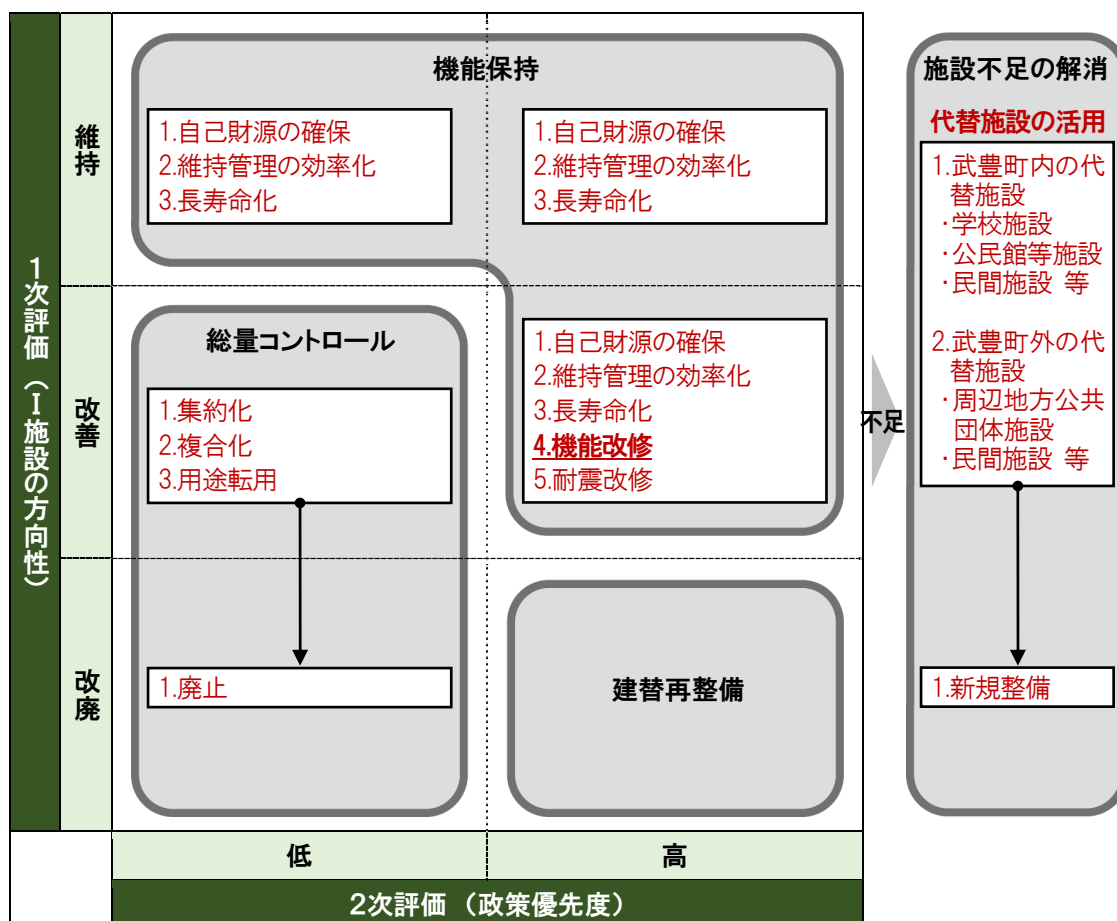 機能保持
維持
1.自己財源の確保
2.維持管理の効率化
3.長寿命化
1.自己財源の確保
2.維持管理の効率化
3.長寿命化
1次評価（Ⅰ施設の方向性）
改善
総量コントロール
1.集約化
2.複合化
3.用途転用
1.自己財源の確保
2.維持管理の効率化
3.長寿命化
4.機能改修
5.耐震改修
改廃
1.廃止
建替再整備
低
高
2次評価（政策優先度）
不足
施設不足の解消
代替施設の活用
1.武豊町内の代
替施設
・学校施設
・公民館等施設
・民間施設 等
2.武豊町外の代
替施設
・周辺地方公共
団体施設
・民間施設 等
1.新規整備